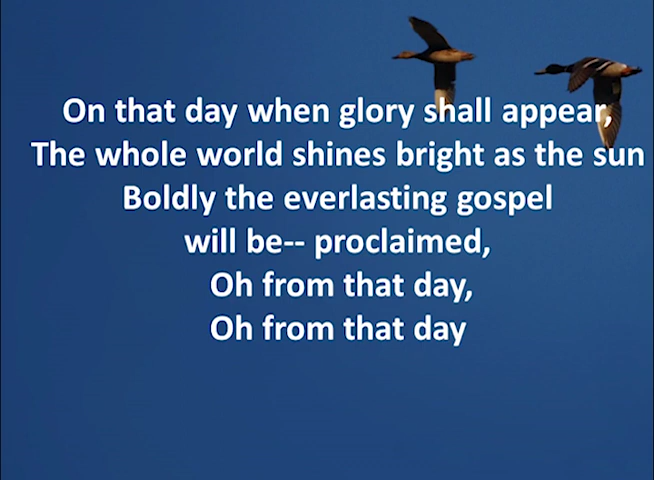 On that day when glory shall appear,
The whole world shines bright as the sun
Boldly the everlasting gospel
will be-- proclaimed,
Oh from that day,
Oh from that day